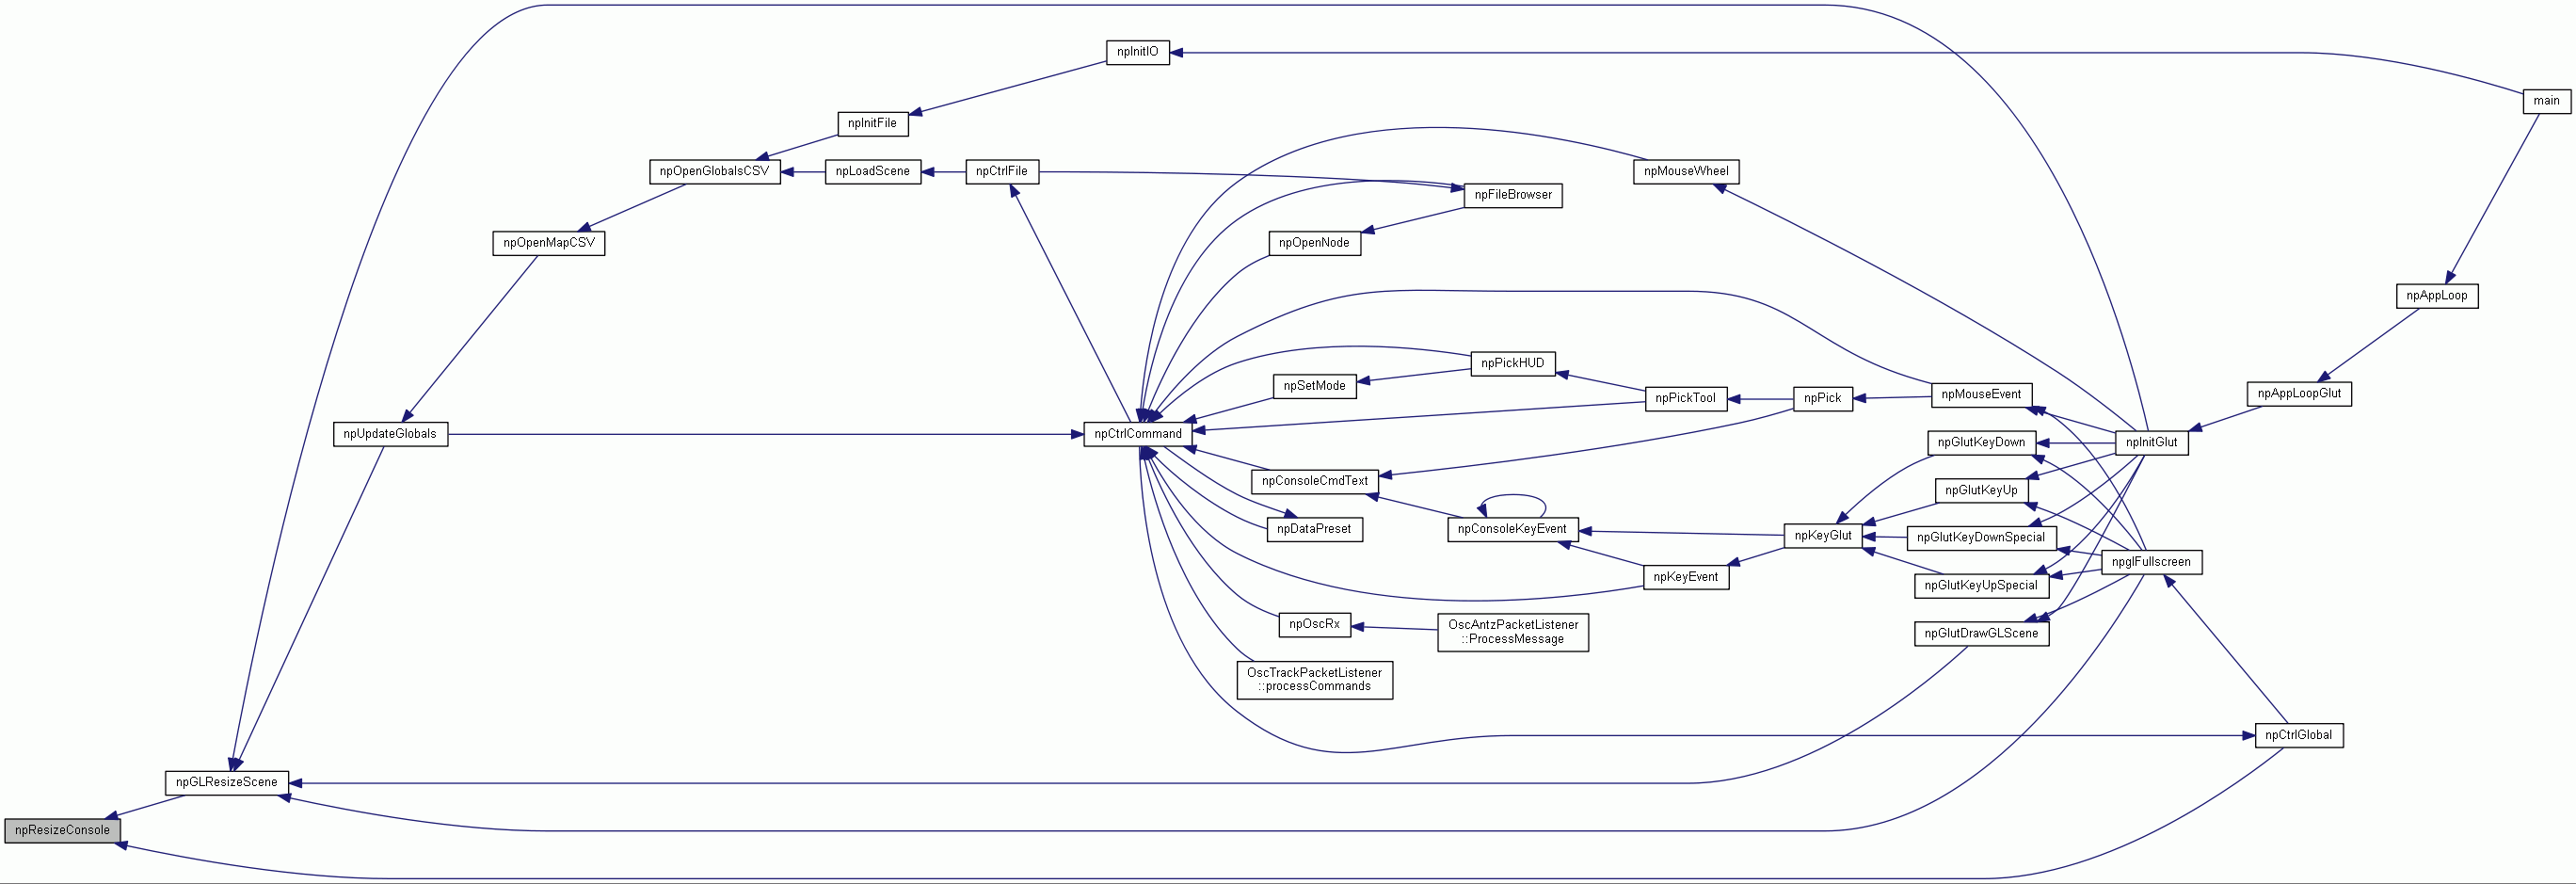 npInitIO
main
npInitFile
npOpenGlobalsCSV
npLoadScene
npCtrlFile
npMouseWheel
npFileBrowser
npOpenMapCSV
npOpenNode
npAppLoop
npPickHUD
npSetMode
npAppLoopGlut
npPickTool
npPick
npMouseEvent
npUpdateGlobals
npCtrlCommand
npGlutKeyDown
npInitGlut
npConsoleCmdText
npGlutKeyUp
npDataPreset
npConsoleKeyEvent
npKeyGlut
npGlutKeyDownSpecial
npglFullscreen
npKeyEvent
npGlutKeyUpSpecial
npOscRx
OscAntzPacketListener
::ProcessMessage
npGlutDrawGLScene
OscTrackPacketListener
::processCommands
npCtrlGlobal
npGLResizeScene
npResizeConsole